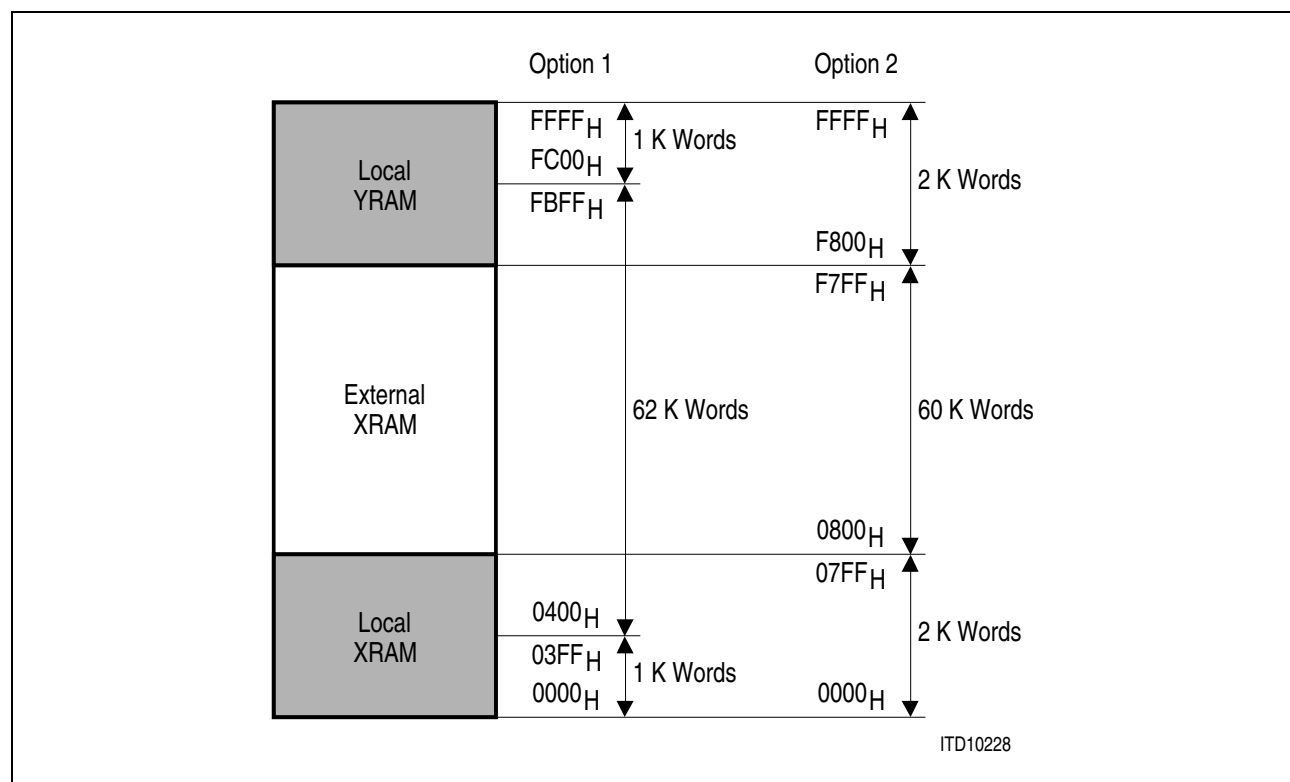 Option 1
Option 2
FFFFH
1 K Words
FC00H
FBFFH
FFFFH
2 K Words
F800H
F7FFH
Local
YRAM
External
XRAM
62 K Words
60 K Words
0800H
07FFH
Local
XRAM
0400H
03FFH
1 K Words
0000H
2 K Words
0000H
ITD10228